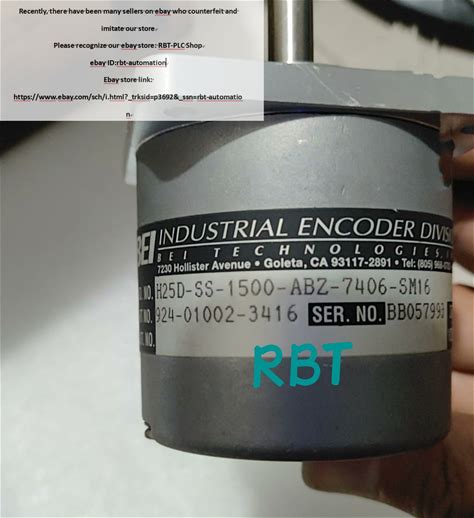 Recently, there have been many sellers on ebay who counterfeit and
imitate our store
Please recognize our ebay store: RBT-PLC Shop
ebay ID:rbt-automation
Ebay store link:
https://www.ebay.com/sch/i.html?_trksid=p3692&_ssn=rbt-automatio
n
BEI INDUSTRIAL ENCODER DIVIS
BEI TECHNOLOGIES,
7230 Hollister Avenue • Goleta, CA 93117-2891 • Tel: (805) 968-
NO. H25D-SS-1500-ABZ-7406-SM16
NO. 924-01002-3416 SER. NO. BB057993
NO.
RBT